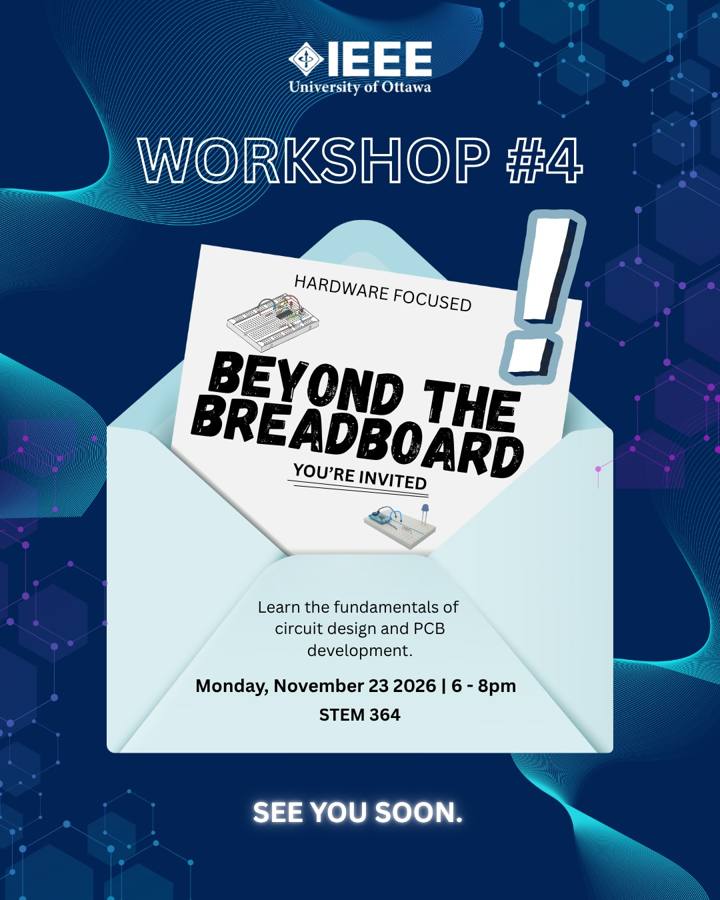 IEEE
University of Ottawa
WORKSHOP #4
!
HARDWARE FOCUSED
BEYOND THE
BREADBOARD
YOU'RE INVITED
Learn the fundamentals of
circuit design and PCB
development.
Monday, November 23 2026 | 6 - 8pm
STEM 364
SEE YOU SOON.